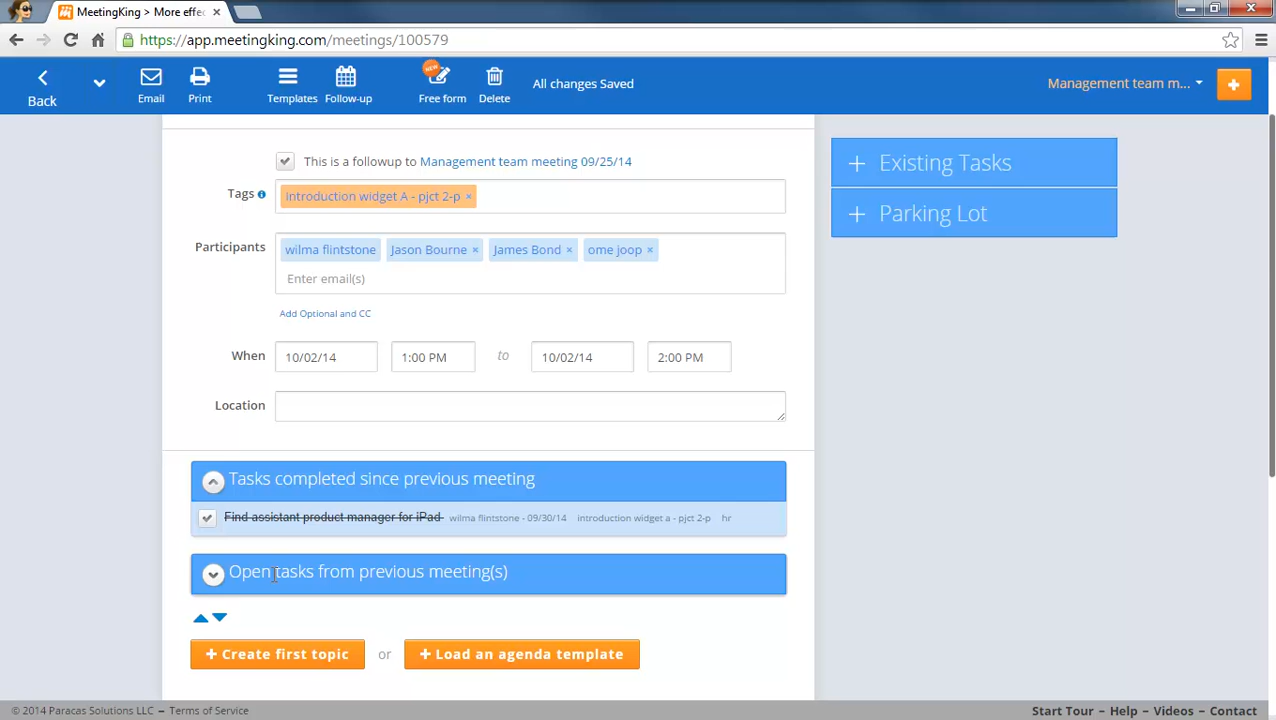 MeetingKing > More effe
https://app.meetingking.com/meetings/100579
Back
Email
Print
Templates
Follow-up
NEW
Free form
Delete
All changes Saved
Management team m...
This is a followup to Management team meeting 09/25/14
Tags
introduction widget A - pjct 2-p ×
Participants
wilma flintstone Jason Bourne × James Bond × ome joop ×
Enter email(s)
Add Optional and CC
When 10/02/14 1:00 PM to 10/02/14 2:00 PM
Location
Tasks completed since previous meeting
Find assistant product manager for iPad wilma flintstone - 09/30/14 introduction widget a - pjct 2-p hr
Open tasks from previous meeting(s)
+ Create first topic or + Load an agenda template
+ Existing Tasks
+ Parking Lot
© 2014 Paracas Solutions LLC – Terms of Service
Start Tour – Help – Videos – Contact